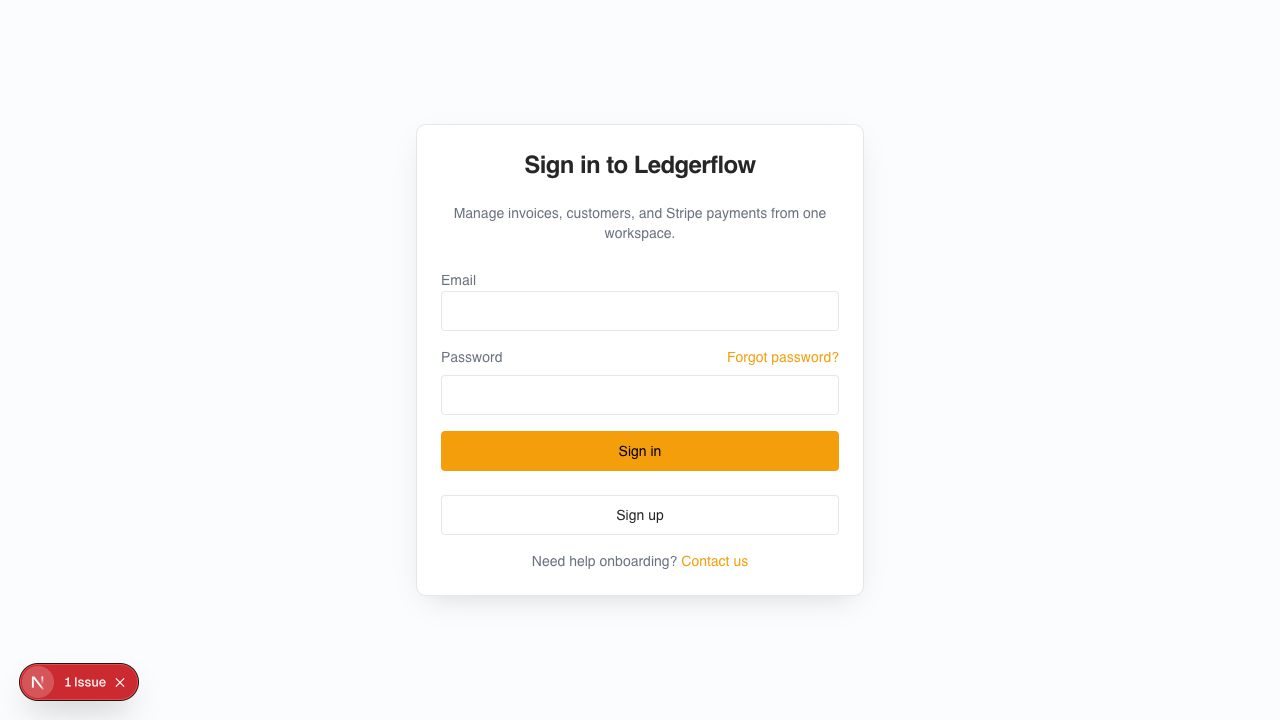 Sign in to Ledgerflow
Manage invoices, customers, and Stripe payments from one
workspace.
Email
Password
Forgot password?
Sign in
Sign up
Need help onboarding? Contact us
N
1 Issue